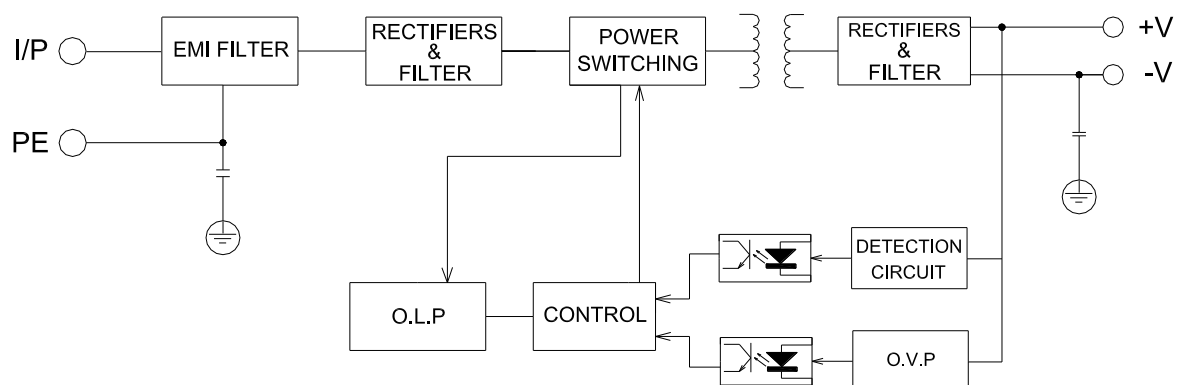 I/P
EMI FILTER
RECTIFIERS
&
FILTER
POWER
SWITCHING
RECTIFIERS
&
FILTER
+V
-V
PE
DETECTION
CIRCUIT
O.L.P
CONTROL
O.V.P